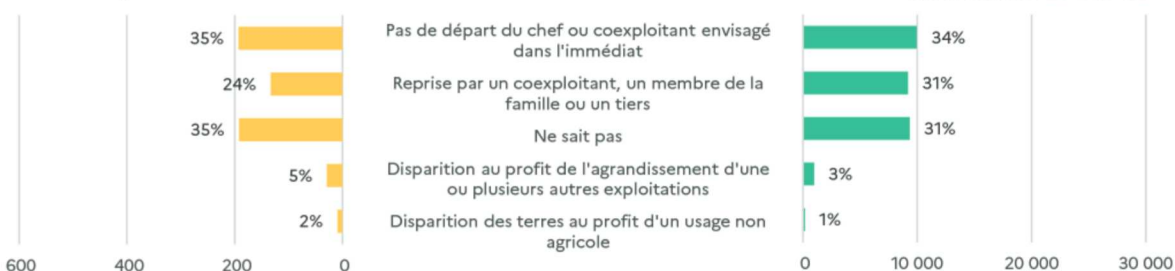 35%
Pas de départ du chef ou coexploitant envisagé
dans l'immédiat
34%
24%
Reprise par un coexploitant, un membre de la
famille ou un tiers
31%
35%
Ne sait pas
31%
5%
Disparition au profit de l'agrandissement d'une
ou plusieurs autres exploitations
3%
2%
Disparition des terres au profit d'un usage non
agricole
1%
600 400 200 0
0 10 000 20 000 30 000